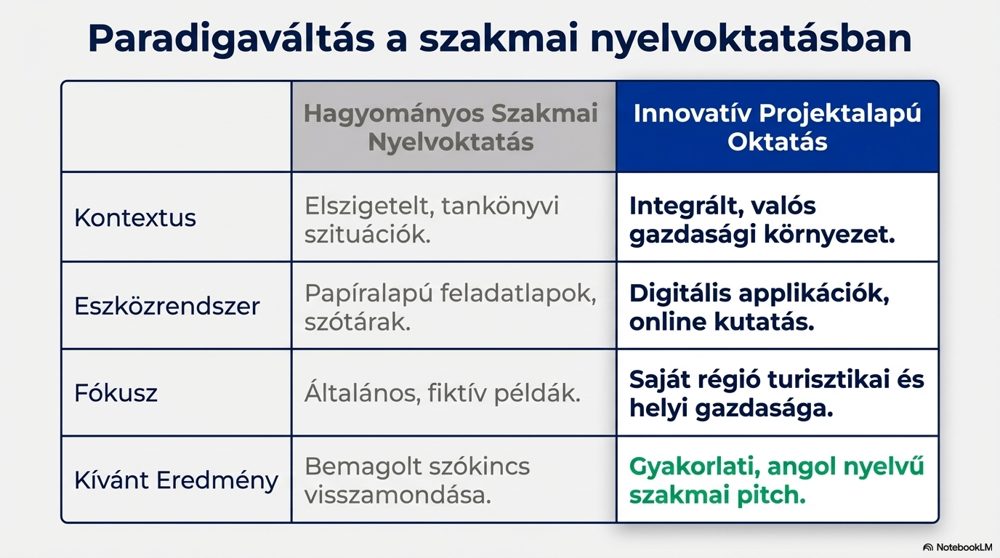 Paradigaváltás a szakmai nyelvoktatásban
Hagyományos Szakmai
Nyelvoktatás
Innovatív Projektalapú
Oktatás
Kontextus
Elszigetelt, tankönyvi
szituációk.
Integrált, valós
gazdasági környezet.
Eszközrendszer
Papíralapú feladatlapok,
szótárak.
Digitális applikációk,
online kutatás.
Fókusz
Általános, fiktív példák.
Saját régió turisztikai és
helyi gazdasága.
Kívánt Eredmény
Bemagolt szókincs
visszamondása.
Gyakorlati, angol nyelvű
szakmai pitch.
NotebookLM